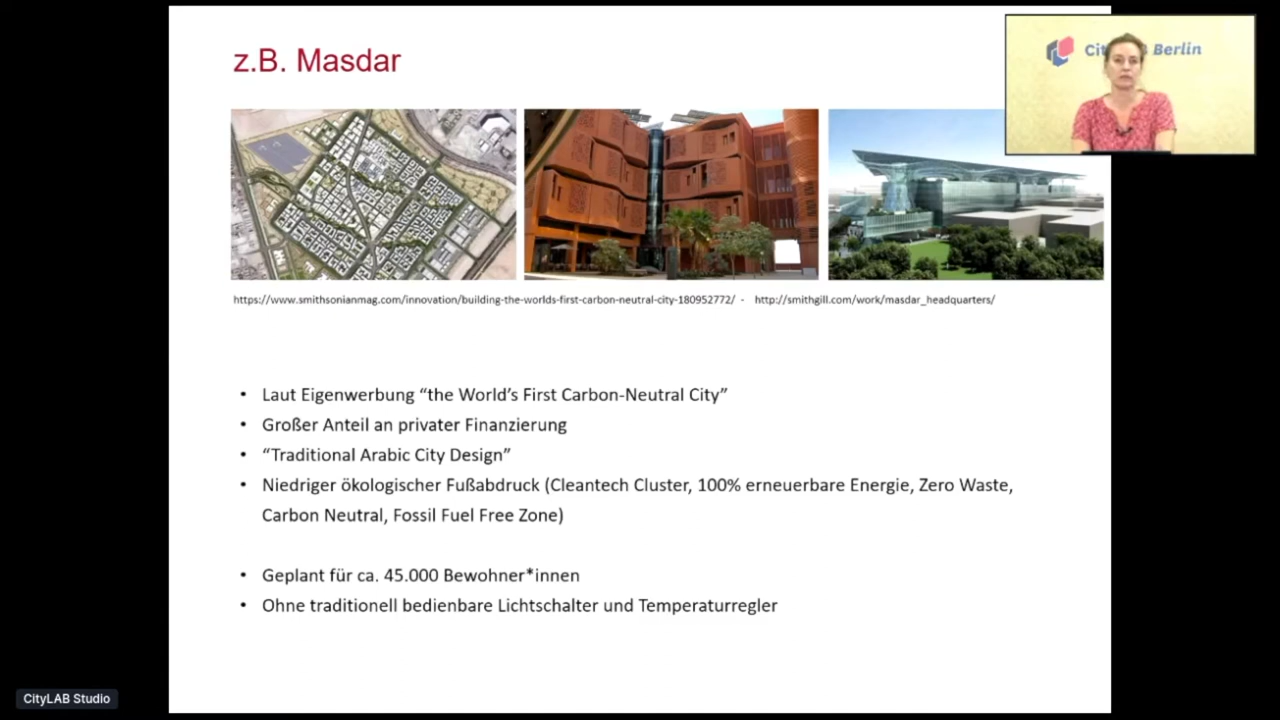 z.B. Masdar
Berlin
https://www.smithsonianmag.com/innovation/building-the-worlds-first-carbon-neutral-city-180952772/ - http://smithgill.com/work/masdar_headquarters/
• Laut Eigenwerbung “the World’s First Carbon-Neutral City”
• Großer Anteil an privater Finanzierung
• “Traditional Arabic City Design”
• Niedriger ökologischer Fußabdruck (Cleantech Cluster, 100% erneuerbare Energie, Zero Waste,
Carbon Neutral, Fossil Fuel Free Zone)
• Geplant für ca. 45.000 Bewohner*innen
• Ohne traditionell bedienbare Lichtschalter und Temperaturregler
CityLAB Studio